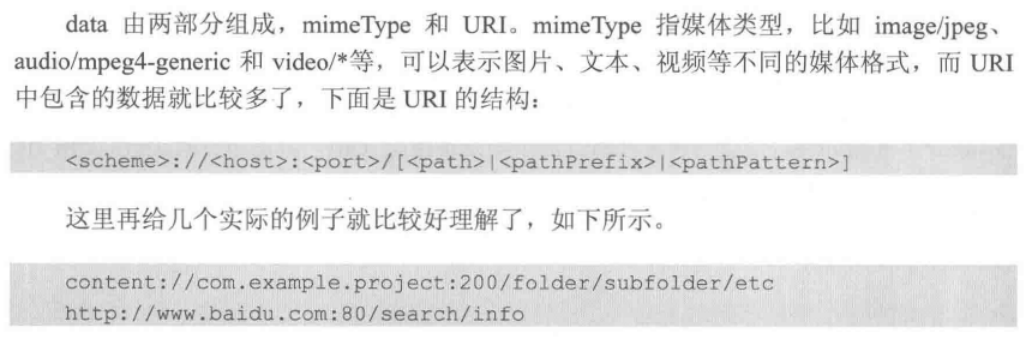 data 由两部分组成，mimeType 和 URI。mimeType 指媒体类型，比如 image/jpeg、
audio/mpeg4-generic 和 video/*等，可以表示图片、文本、视频等不同的媒体格式，而 URI
中包含的数据就比较多了，下面是 URI 的结构：
<scheme>://<host>:<port>/[<path>|<pathPrefix>|<pathPattern>]
这里再给几个实际的例子就比较好理解了，如下所示。
content://com.example.project:200/folder/subfolder/etc
http://www.baidu.com:80/search/info